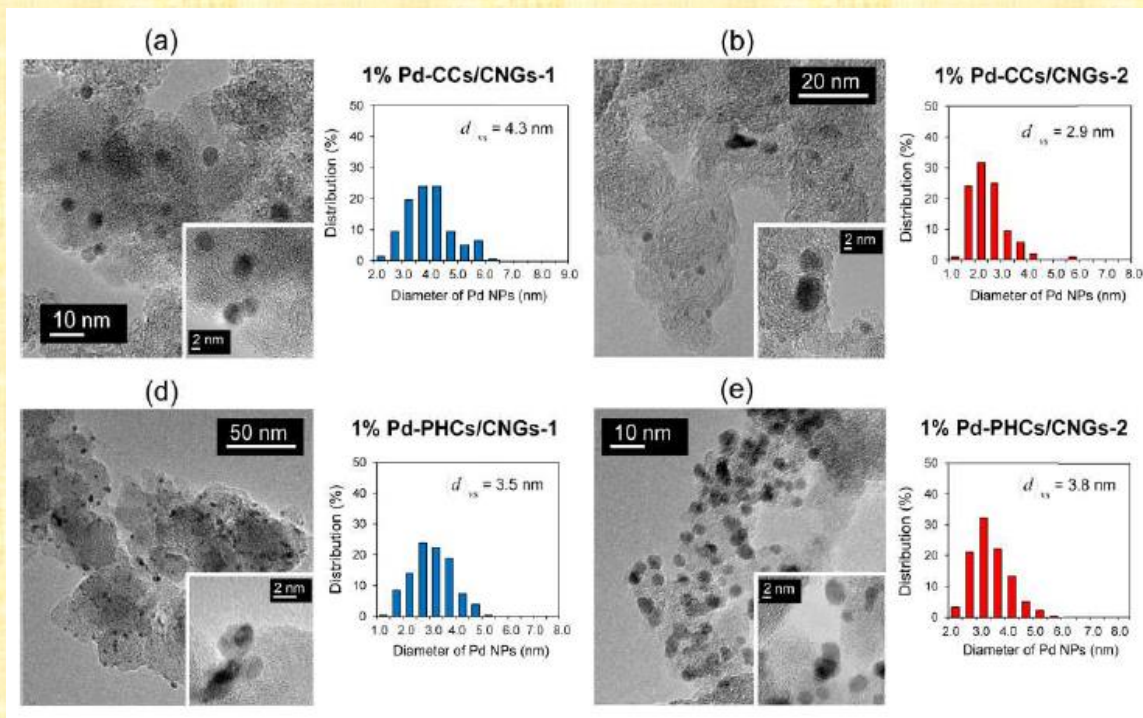 (a)
1% Pd-CCs/CNGs-1
10 nm
2 nm
50
40
30
20
10
0
Distribution (%)
d vs = 4.3 nm
2.0 3.0 4.0 5.0 6.0 7.0 8.0 9.0
Diameter of Pd NPs (nm)
(b)
1% Pd-CCs/CNGs-2
20 nm
2 nm
50
40
30
20
10
0
Distribution (%)
d vs = 2.9 nm
1.0 2.0 3.0 4.0 5.0 6.0 7.0 8.0
Diameter of Pd NPs (nm)
(d)
1% Pd-PHCs/CNGs-1
50 nm
2 nm
50
40
30
20
10
0
Distribution (%)
d vs = 3.5 nm
1.0 2.0 3.0 4.0 5.0 6.0 7.0 8.0
Diameter of Pd NPs (nm)
(e)
1% Pd-PHCs/CNGs-2
10 nm
2 nm
50
40
30
20
10
0
Distribution (%)
d vs = 3.8 nm
2.0 3.0 4.0 5.0 6.0 7.0 8.0
Diameter of Pd NPs (nm)